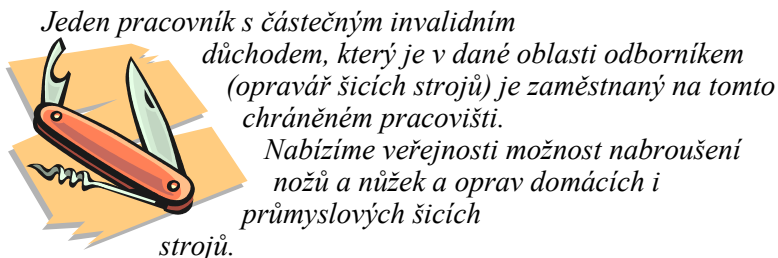 Jeden pracovník s částečným invalidním
důchodem, který je v dané oblasti odborníkem
(opravář šicích strojů) je zaměstnaný na tomto
chráněném pracovišti.
Nabízíme veřejnosti možnost nabroušení
nožů a nůžek a oprav domácích i
průmyslových šicích
strojů.